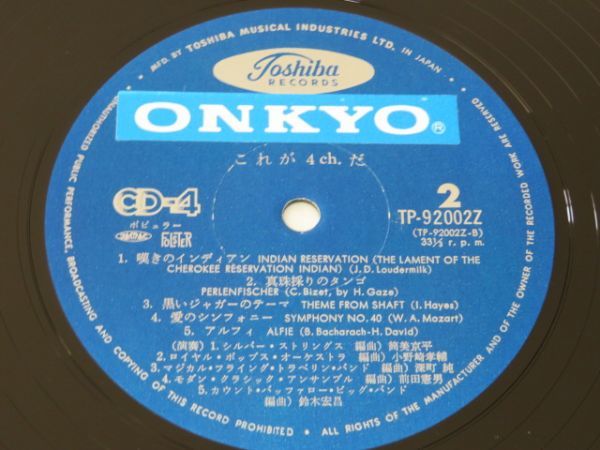 MFD. BY TOSHIBA MUSICAL INDUSTRIES LTD. IN JAPAN
Toshiba
RECORDS
ONKYO®
これが 4 ch. だ
CD-4
ポピュラー
2
TP-92002Z
(TP-92002Z-B)
33⅓ r. p. m.
1. 嘆きのインディアン INDIAN RESERVATION (THE LAMENT OF THE
CHEROKEE RESERVATION INDIAN) (J. D. Loudermilk)
2. 真珠採りのタンゴ
PERLENFISCHER (C. Bizet, by H. Gaze)
3. 黒いジャガーのテーマ THEME FROM SHAFT (I. Hayes)
4. 愛のシンフォニー SYMPHONY NO. 40 (W. A. Mozart)
5. アルフィ ALFIE (B. Bacharach-H. David)
(演奏) 1. シルバー・ストリングス 編曲) 筒美京平
2. ロイヤル・ポップス・オーケストラ 編曲) 小野崎孝輔
3. マジカル・フライング・トラベリン・バンド 編曲) 深町 純
4. モダン・クラシック・アンサンブル 編曲) 前田憲男
5. カウント・バッファロー・ビッグ・バンド
編曲) 鈴木宏昌
UNAUTHORIZED PUBLIC PERFORMANCE, BROADCASTING AND COPYING OF THIS RECORD PROHIBITED • ALL RIGHTS OF THE MANUFACTURER AND OF THE OWNER OF THE RECORDED WORK ARE RESERVED